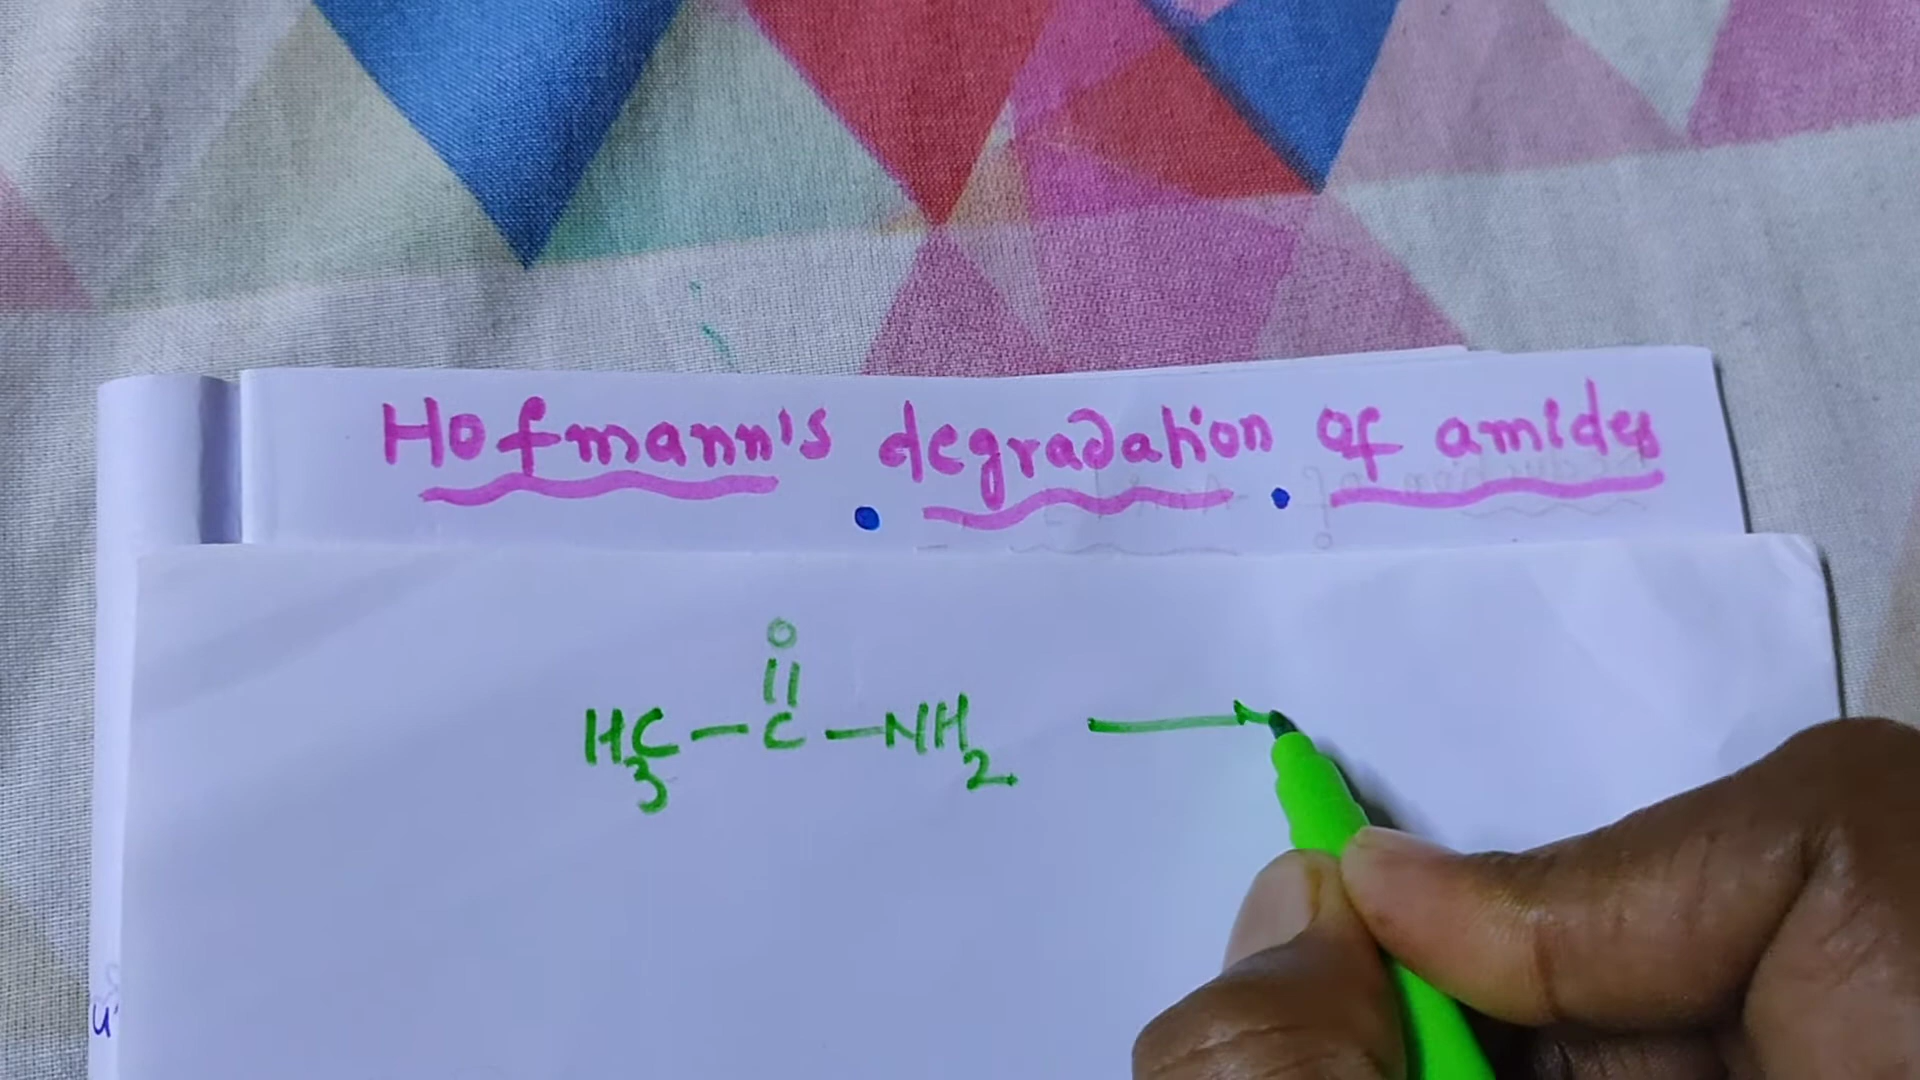 Hofmann's degradation of amides
O
||
H₃C – C – NH₂ →
u